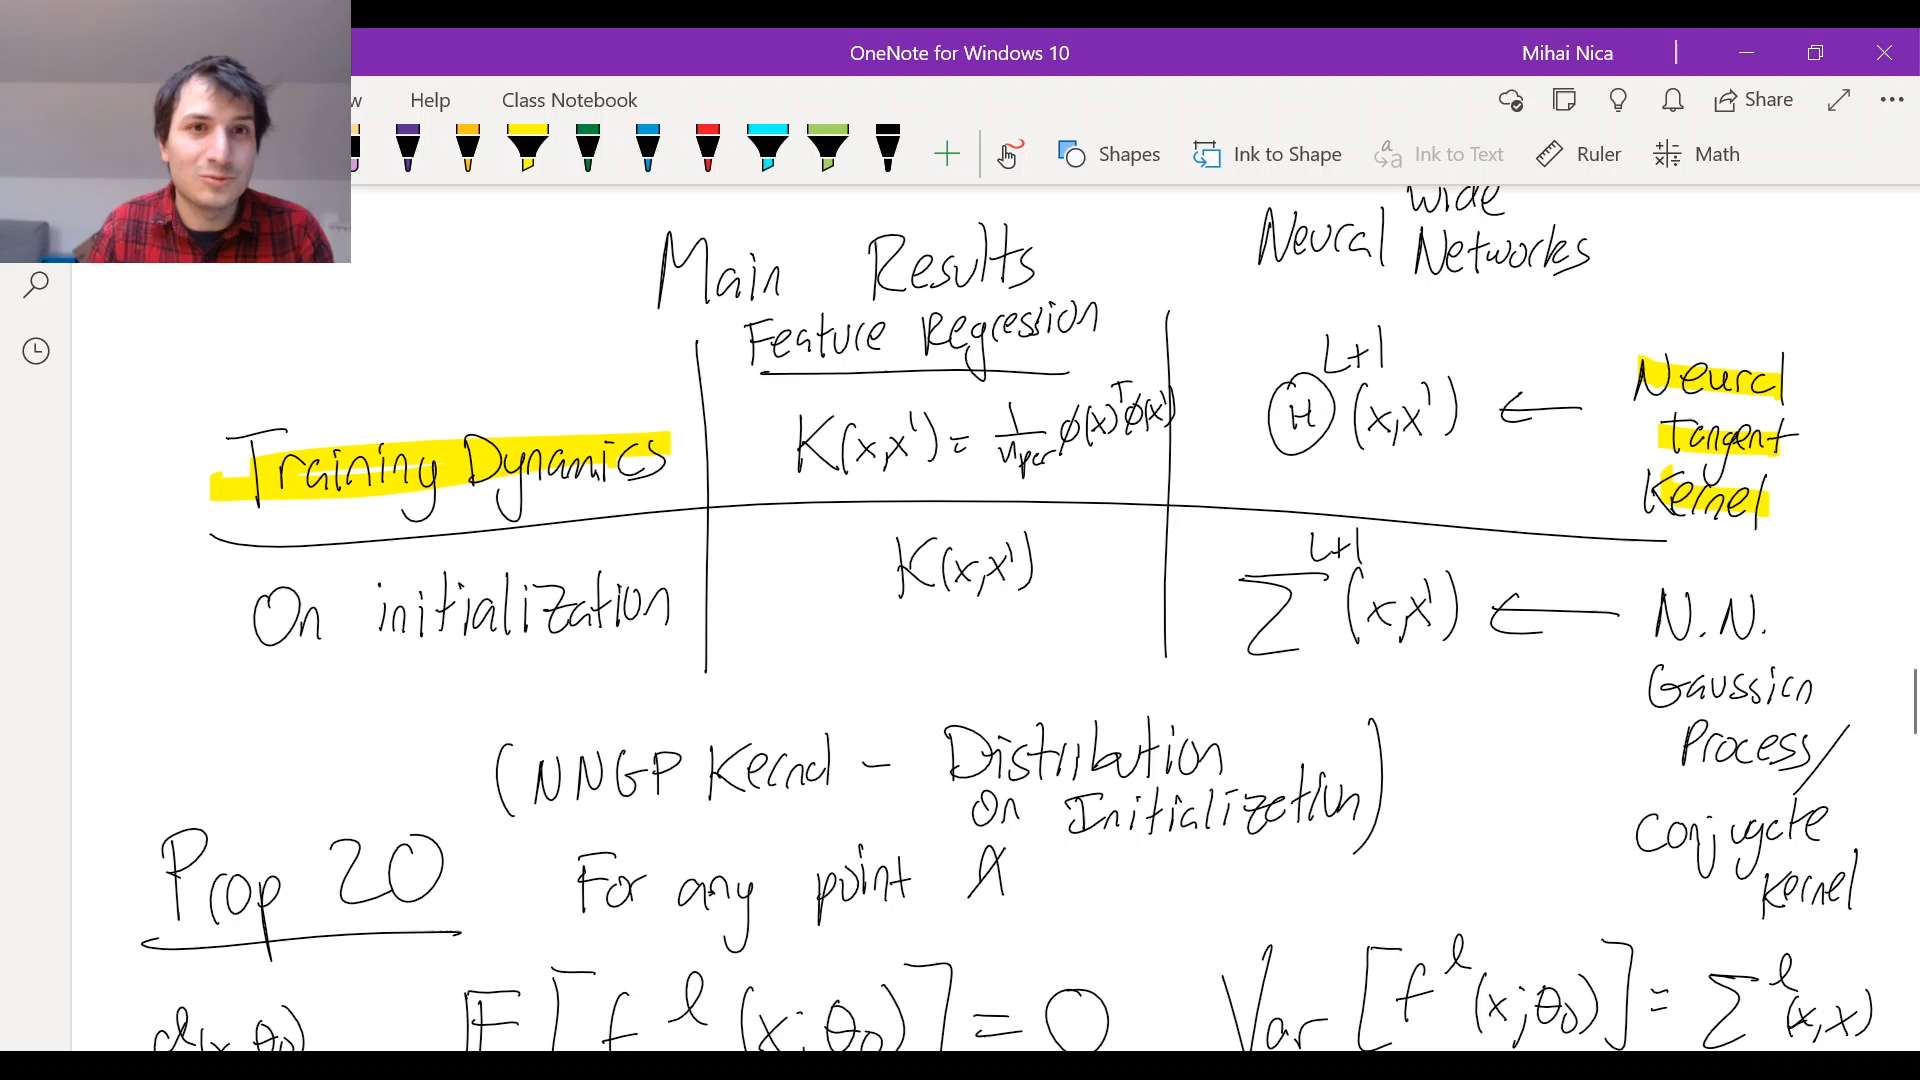 OneNote for Windows 10
Mihai Nica
Help Class Notebook
Share
Shapes Ink to Shape Ink to Text Ruler Math
Wide
Neural Networks
Main Results
Feature Regression
Training Dynamics
K(x,x') = 1/n_par φ(x)ᵀφ(x')
Θ^{L+1}(x,x') ←
Neural
tangent
Kernel
On initialization
K(x,x')
Σ^{L+1}(x,x') ←
N.N.
Gaussian
Process/
Conjugate
Kernel
(NNGP Kernel - Distribution
On Initialization)
Prop 20 For any point x
E[f^l(x;θ₀)] = 0 Var[f^l(x;θ₀)] = Σ^l(x,x)